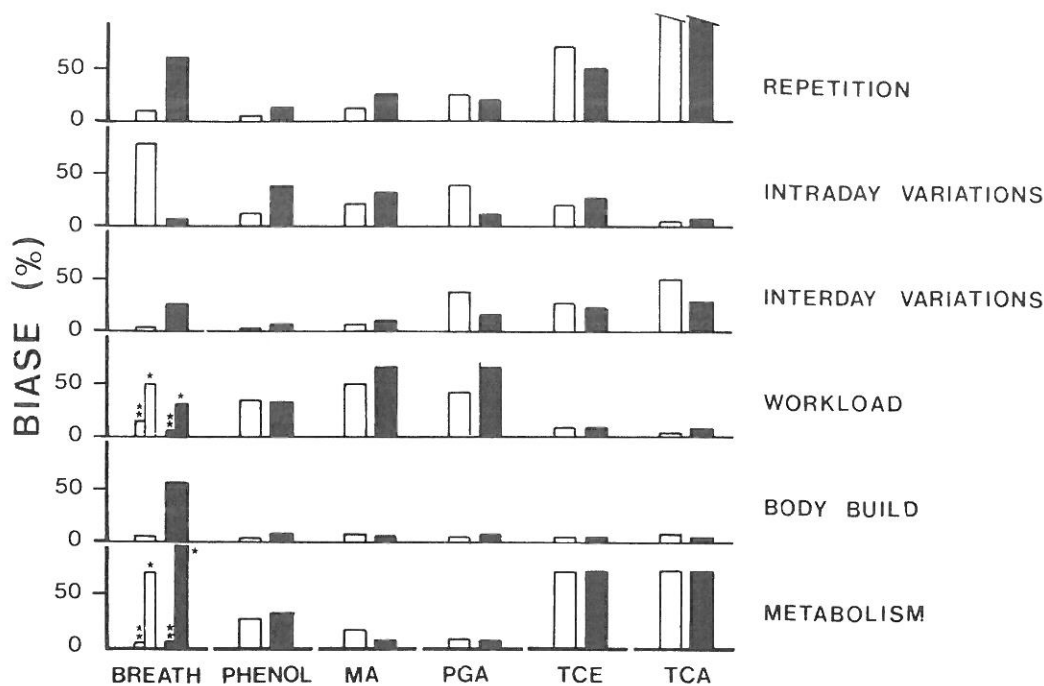 BIASE (%)
50
0
REPETITION
50
0
INTRADAY VARIATIONS
50
0
INTERDAY VARIATIONS
50
0
* * * *
* *
WORKLOAD
50
0
BODY BUILD
50
0
* * * *
* *
METABOLISM
BREATH PHENOL MA PGA TCE TCA